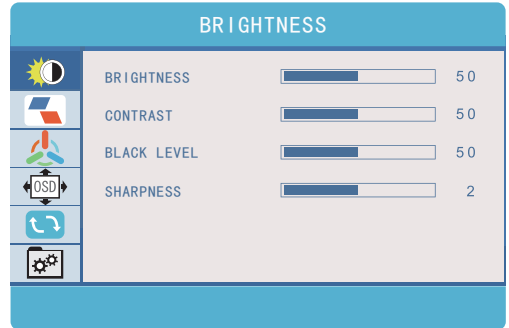 BRIGHTNESS
BRIGHTNESS 50
CONTRAST 50
BLACK LEVEL 50
SHARPNESS 2
OSD